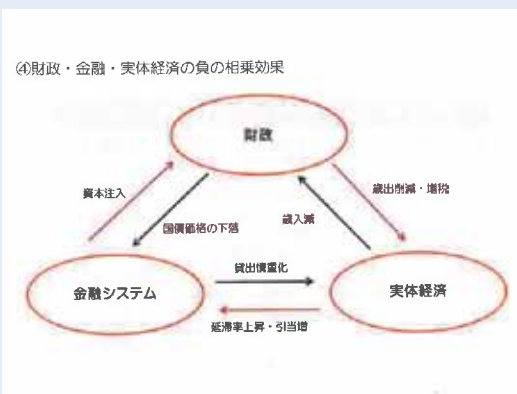 ④財政・金融・実体経済の負の相乗効果
財政
資本注入
歳出削減・増税
国債価格の下落
歳入減
貸出慎重化
金融システム
実体経済
延滞率上昇・引当増